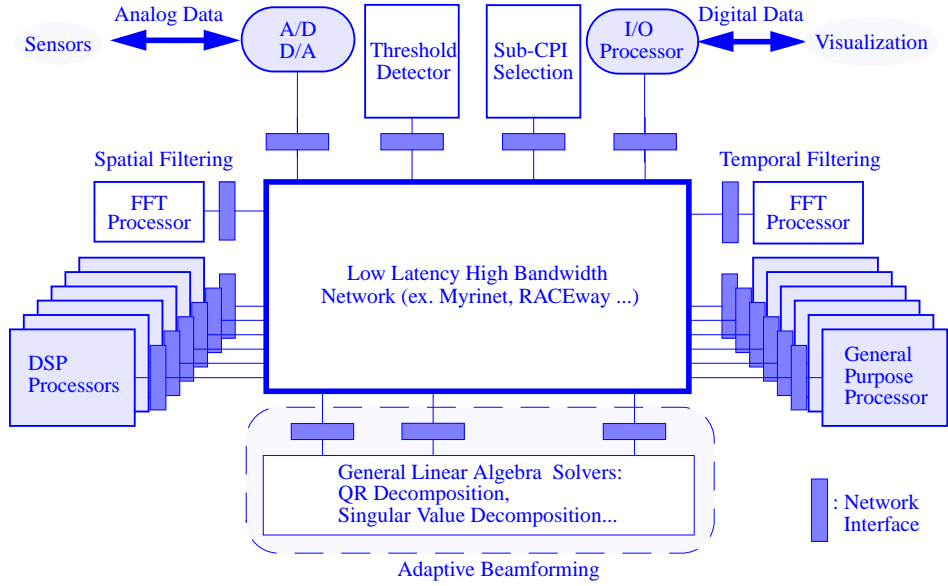 Analog Data
Digital Data
Sensors
A/D
D/A
Threshold
Detector
Sub-CPI
Selection
I/O
Processor
Visualization
Spatial Filtering
Temporal Filtering
FFT
Processor
FFT
Processor
Low Latency High Bandwidth
Network (ex. Myrinet, RACEway ...)
DSP
Processors
General
Purpose
Processor
General Linear Algebra Solvers:
QR Decomposition,
Singular Value Decomposition...
: Network
Interface
Adaptive Beamforming